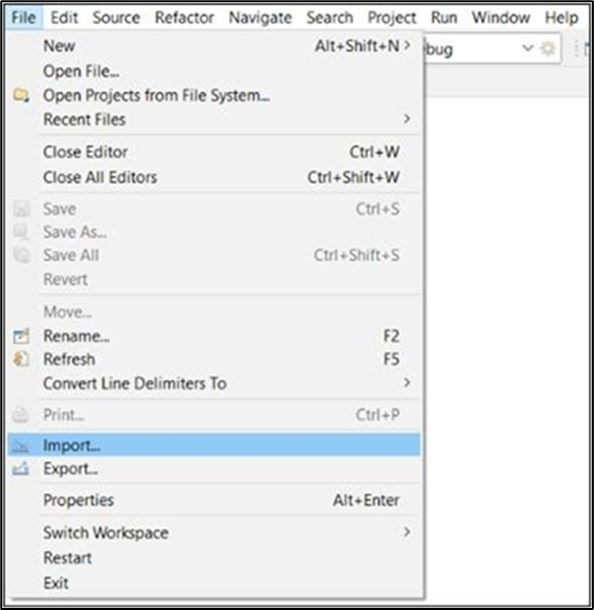 File Edit Source Refactor Navigate Search Project Run Window Help
New Alt+Shift+N >
bug
Open File...
Open Projects from File System...
Recent Files >
Close Editor Ctrl+W
Close All Editors Ctrl+Shift+W
Save Ctrl+S
Save As...
Save All Ctrl+Shift+S
Revert
Move...
Rename... F2
Refresh F5
Convert Line Delimiters To >
Print... Ctrl+P
Import...
Export...
Properties Alt+Enter
Switch Workspace >
Restart
Exit